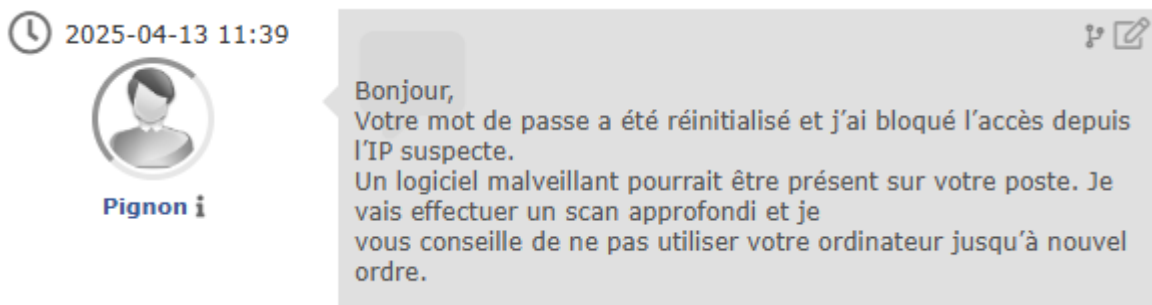 2025-04-13 11:39
Pignon i
Bonjour,
Votre mot de passe a été réinitialisé et j’ai bloqué l’accès depuis
l’IP suspecte.
Un logiciel malveillant pourrait être présent sur votre poste. Je
vais effectuer un scan approfondi et je
vous conseille de ne pas utiliser votre ordinateur jusqu’à nouvel
ordre.